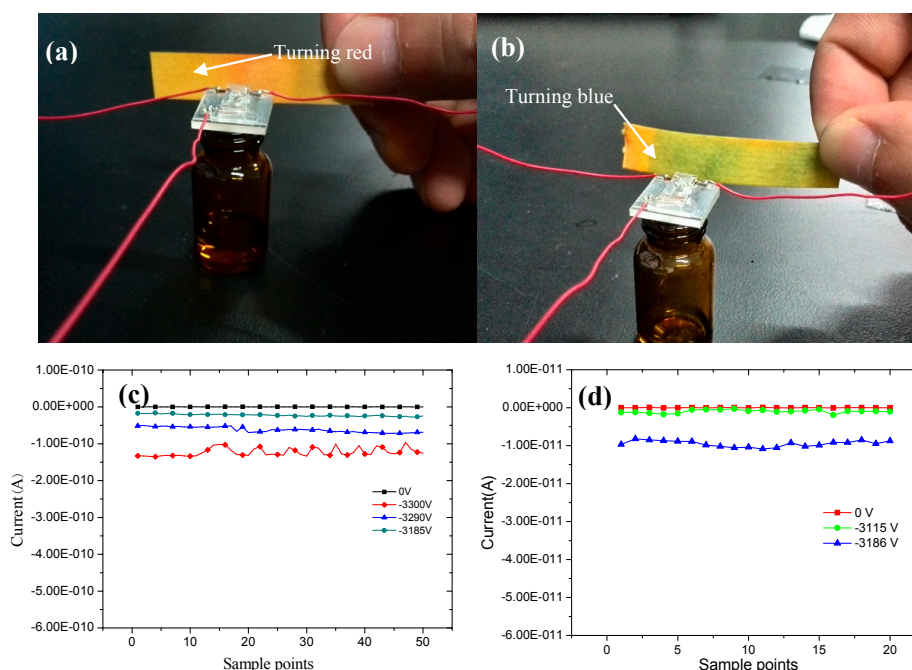 (a)
Turning red
(b)
Turning blue
(c)
1.00E-010
0.00E+000
-1.00E-010
-2.00E-010
-3.00E-010
-4.00E-010
-5.00E-010
-6.00E-010
Current(A)
0V
-3300V
-3290V
-3185V
0 10 20 30 40 50
Sample points
(d)
1.00E-011
0.00E+000
-1.00E-011
-2.00E-011
-3.00E-011
-4.00E-011
-5.00E-011
-6.00E-011
Current(A)
0 V
-3115 V
-3186 V
0 5 10 15 20
Sample points